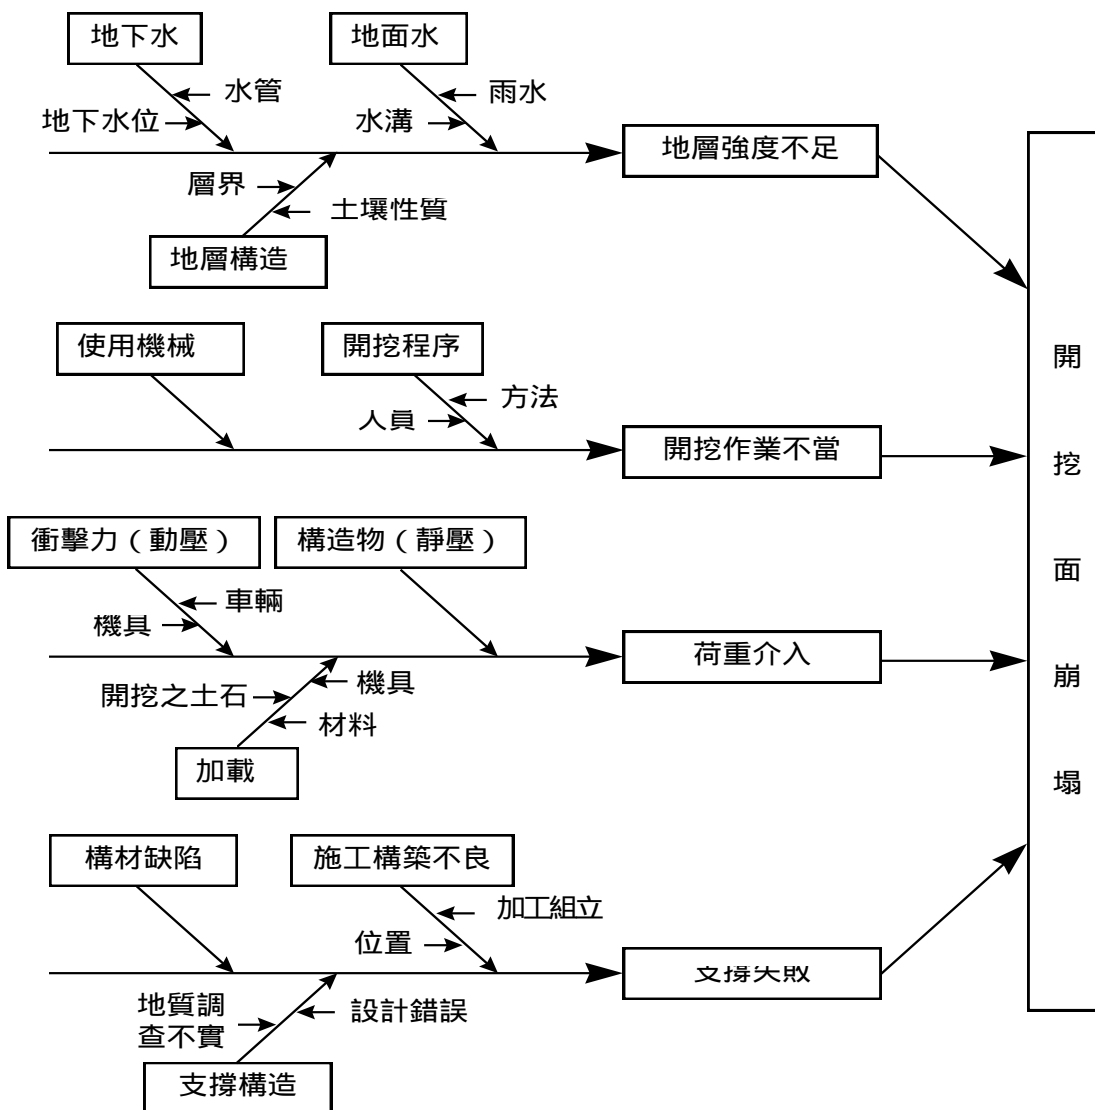 地下水
地面水
水管
雨水
地下水位
水溝
地層強度不足
層界
土壤性質
地層構造
使用機械
開挖程序
方法
人員
開挖作業不當
衝擊力（動壓）
構造物（靜壓）
車輛
機具
荷重介入
開挖之土石
機具
材料
加載
構材缺陷
施工構築不良
加工組立
位置
支撐失敗
地質調
查不實
設計錯誤
支撐構造
開
挖
面
崩
塌